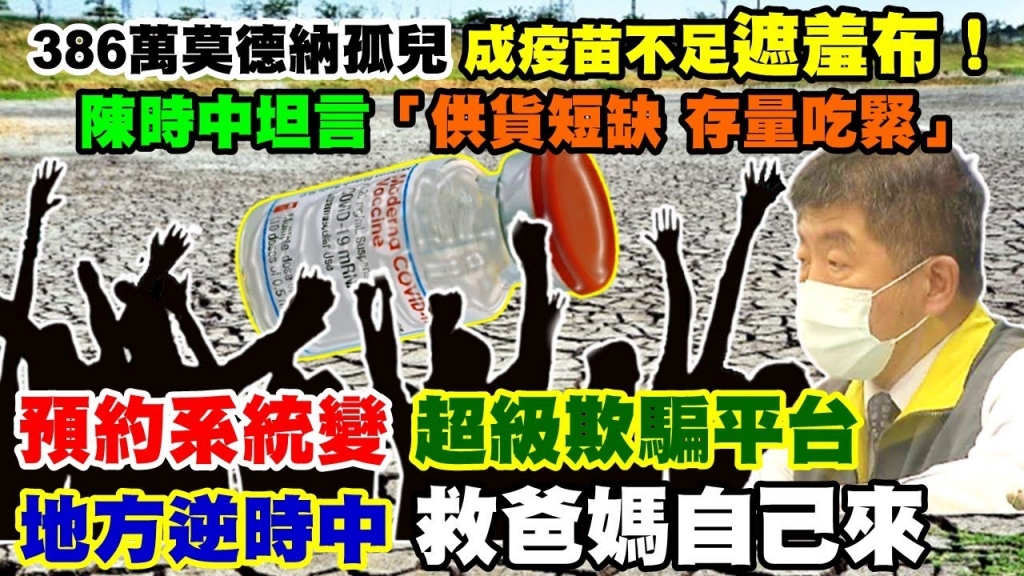 386萬莫德納孤兒 成疫苗不足遮羞布！
陳時中坦言「供貨短缺 存量吃緊」
Moderna COVID-
Vaccine
COVID-19 mRNA
預約系統變 超級欺騙平台
地方逆時中 救爸媽自己來